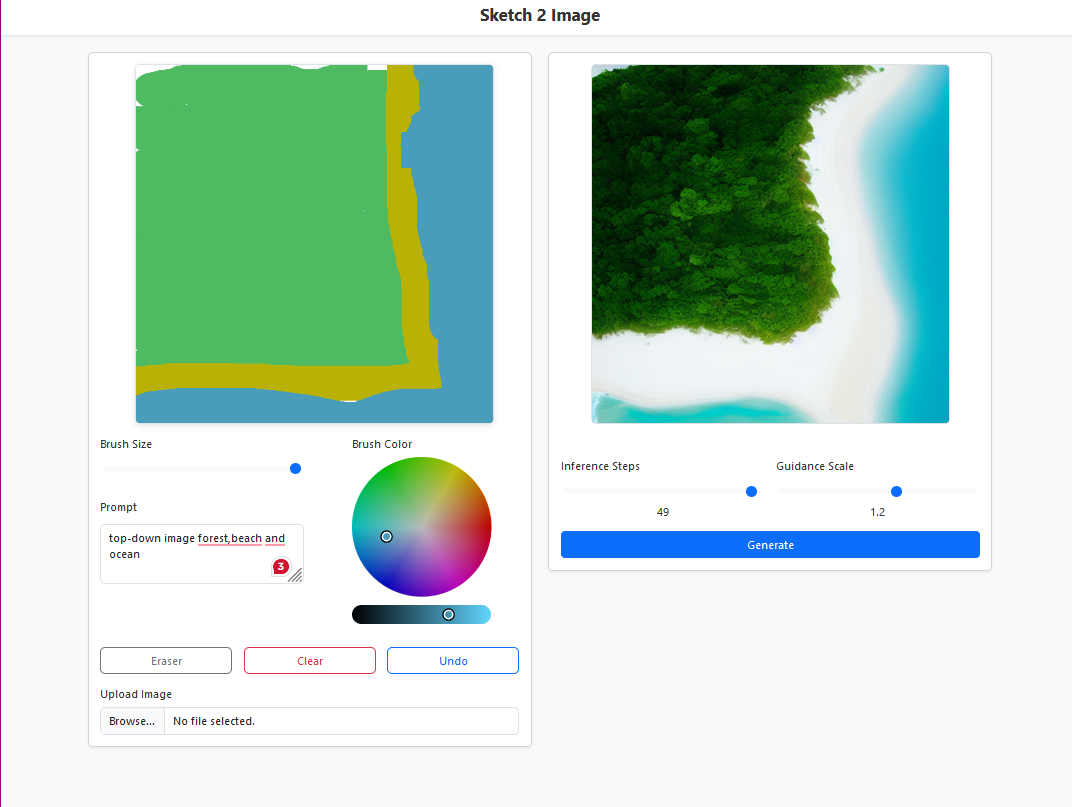 Sketch 2 Image
Brush Size
Brush Color
Prompt
top-down image forest,beach and
ocean
3
Eraser
Clear
Undo
Upload Image
Browse...
No file selected.
Inference Steps
Guidance Scale
49
1.2
Generate